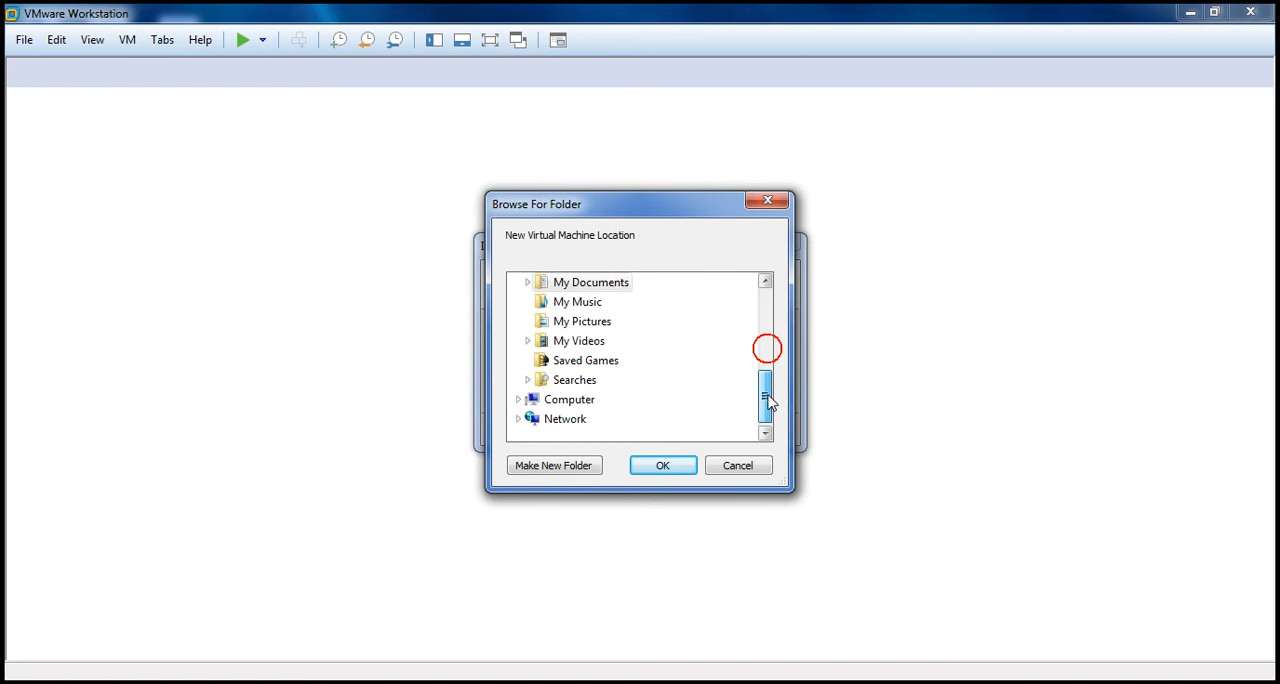 VMware Workstation
File Edit View VM Tabs Help
Browse For Folder
New Virtual Machine Location
My Documents
My Music
My Pictures
My Videos
Saved Games
Searches
Computer
Network
Make New Folder OK Cancel